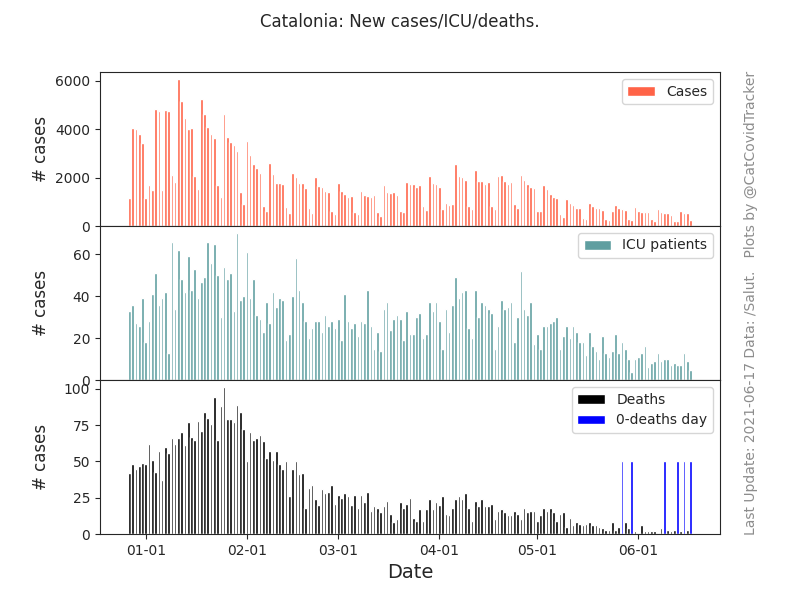 Catalonia: New cases/ICU/deaths.
6000
4000
2000
0
# cases
Cases
60
40
20
0
# cases
ICU patients
100
75
50
25
0
# cases
Deaths
0-deaths day
01-01
02-01
03-01
04-01
05-01
06-01
Date
Last Update: 2021-06-17 Data: /Salut. Plots by @CatCovidTracker